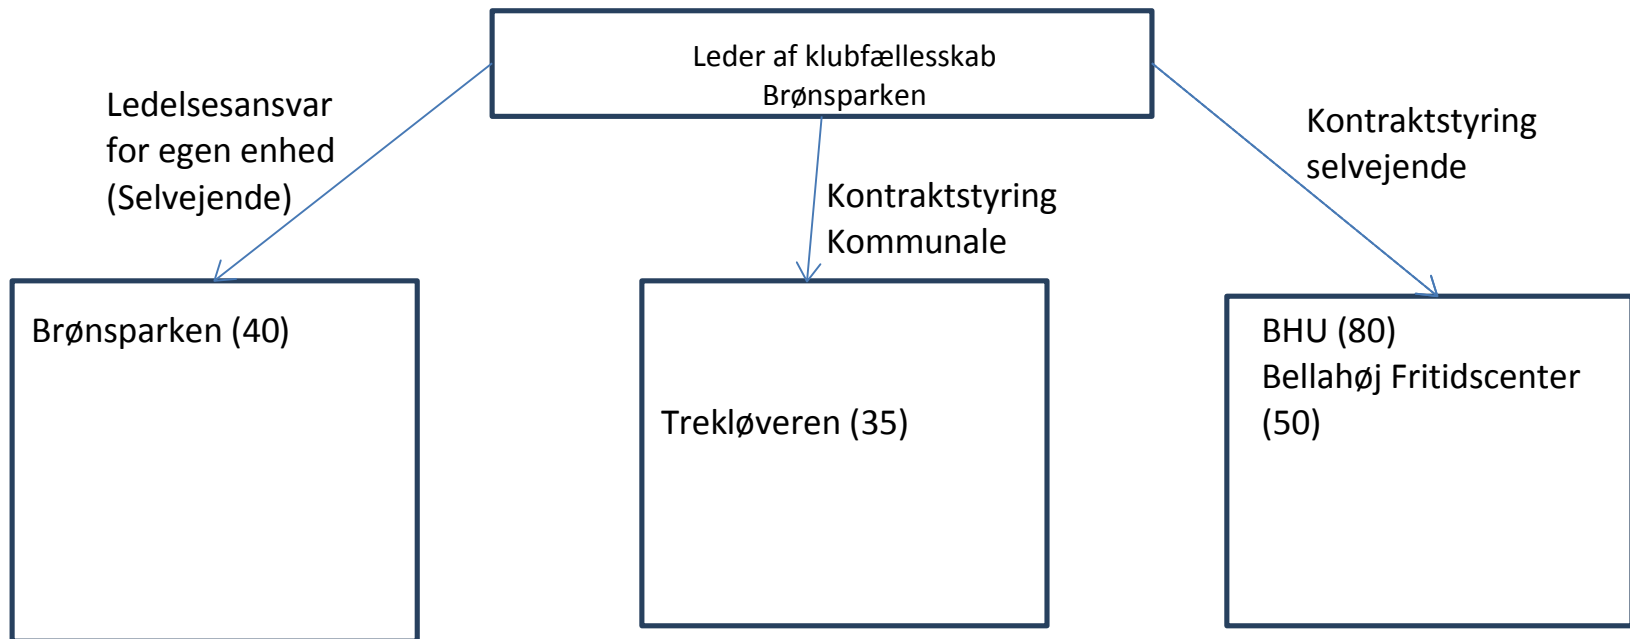 Leder af klubfællesskab
Brønsparken
Ledelsesansvar
for egen enhed
(Selvejende)
Kontraktstyring
Kommunale
Kontraktstyring
selvejende
Brønsparken (40)
Trekløveren (35)
BHU (80)
Bellahøj Fritidscenter
(50)